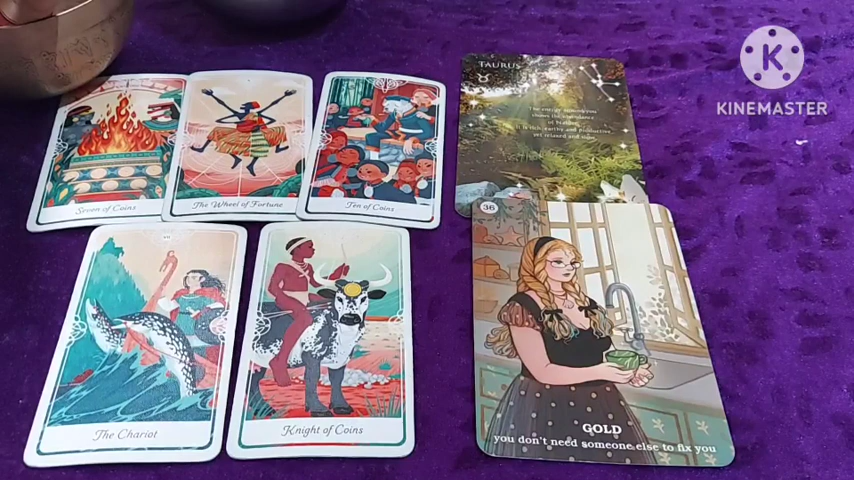 TAURUS
K
KINEMASTER
Seven of Coins
The Wheel of Fortune
Ten of Coins
36
VII
The Chariot
Knight of Coins
GOLD
you don't need someone else to fix you